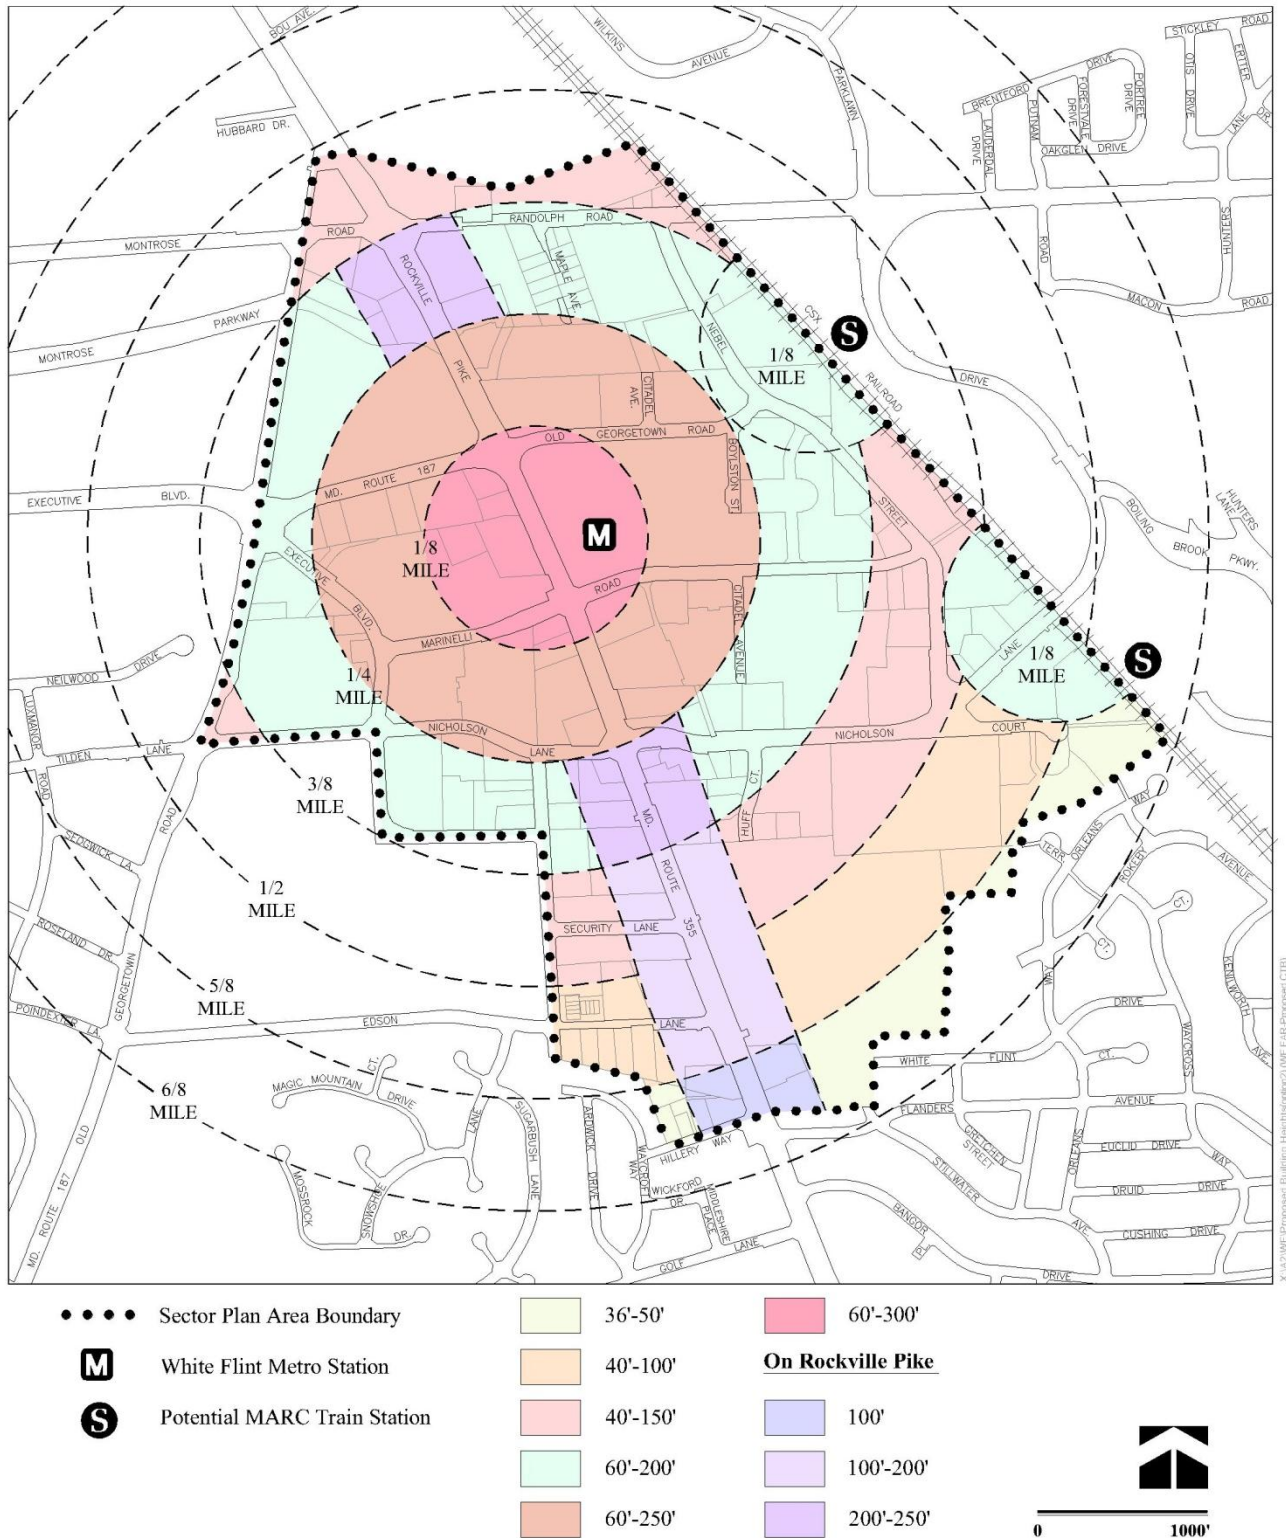 BOU AVE.
WILKINS
AVENUE
PARKLAWN
STICKLEY ROAD
OTIS DRIVE
ERTTER
LANE DR.
BRENTFORD DRIVE
PUTNAM
FORESTVALE DRIVE
PORTREE DRIVE
LAUDERDAL DRIVE
OAKGLEN DRIVE
HUBBARD DR.
HUNTERS
ROAD
MONTROSE
ROAD
RANDOLPH ROAD
ROCKVILLE
MAPLE AVE.
MACON ROAD
PARKWAY
MONTROSE
NEBEL
CSX
S
1/8
MILE
RAILROAD
DRIVE
PIKE
CITADEL AVE.
OLD GEORGETOWN ROAD
BOYLSTON ST.
MD. ROUTE 187
EXECUTIVE BLVD.
STREET
HUNTERS LANE
BOILING
BROOK PKWY.
M
1/8
MILE
EXECUTIVE
BLVD.
ROAD
MARINELLI
CITADEL AVENUE
LANE
1/8
MILE
S
NEILWOOD DRIVE
1/4
MILE
LUXMANOR
ROAD
TILDEN LANE
NICHOLSON LANE
NICHOLSON COURT
3/8
MILE
ROAD
MD.
HUFF CT.
WAY
ORLEANS
TERR.
ROKEBY
AVENUE
SEDGWICK LA.
1/2
MILE
ROUTE
355
CT.
SECURITY LANE
CT.
ROSELAND DR.
KENILWORTH
AVE.
5/8
MILE
GEORGETOWN
WAY
DRIVE
WAYCROSS
POINDEXTER LA.
EDSON LANE
WHITE FLINT
CT.
6/8
MILE
MAGIC MOUNTAIN
DRIVE
CT.
LANE
SUGARBUSH LANE
ARDWICK DRIVE
WAYCROFT WAY
FLANDERS AVENUE
GRETCHEN STREET
ORLEANS
EUCLID DRIVE
WAY
OLD
HILLERY WAY
STILLWATER
AVE.
DRUID DRIVE
MOSSROCK
SNOWSHOE
DR.
WICKFORD
DR.
MIDDLESHIRE PLACE
BANGOR
PL.
CUSHING DRIVE
MD. ROUTE 187
GOLF LANE
DRIVE
Sector Plan Area Boundary
M White Flint Metro Station
S Potential MARC Train Station
36'-50'
40'-100'
40'-150'
60'-200'
60'-250'
60'-300'
On Rockville Pike
100'
100'-200'
200'-250'
0 1000'